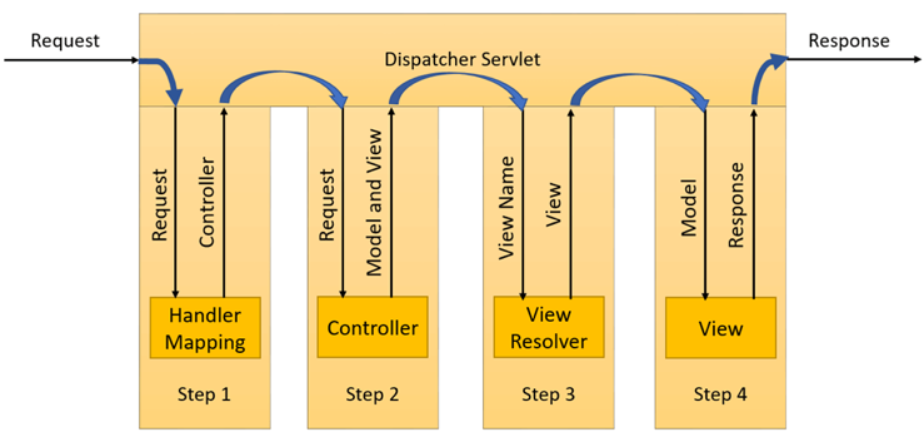 Request
Dispatcher Servlet
Response
Request
Controller
Request
Model and View
View Name
View
Model
Response
Handler
Mapping
Controller
View
Resolver
View
Step 1
Step 2
Step 3
Step 4